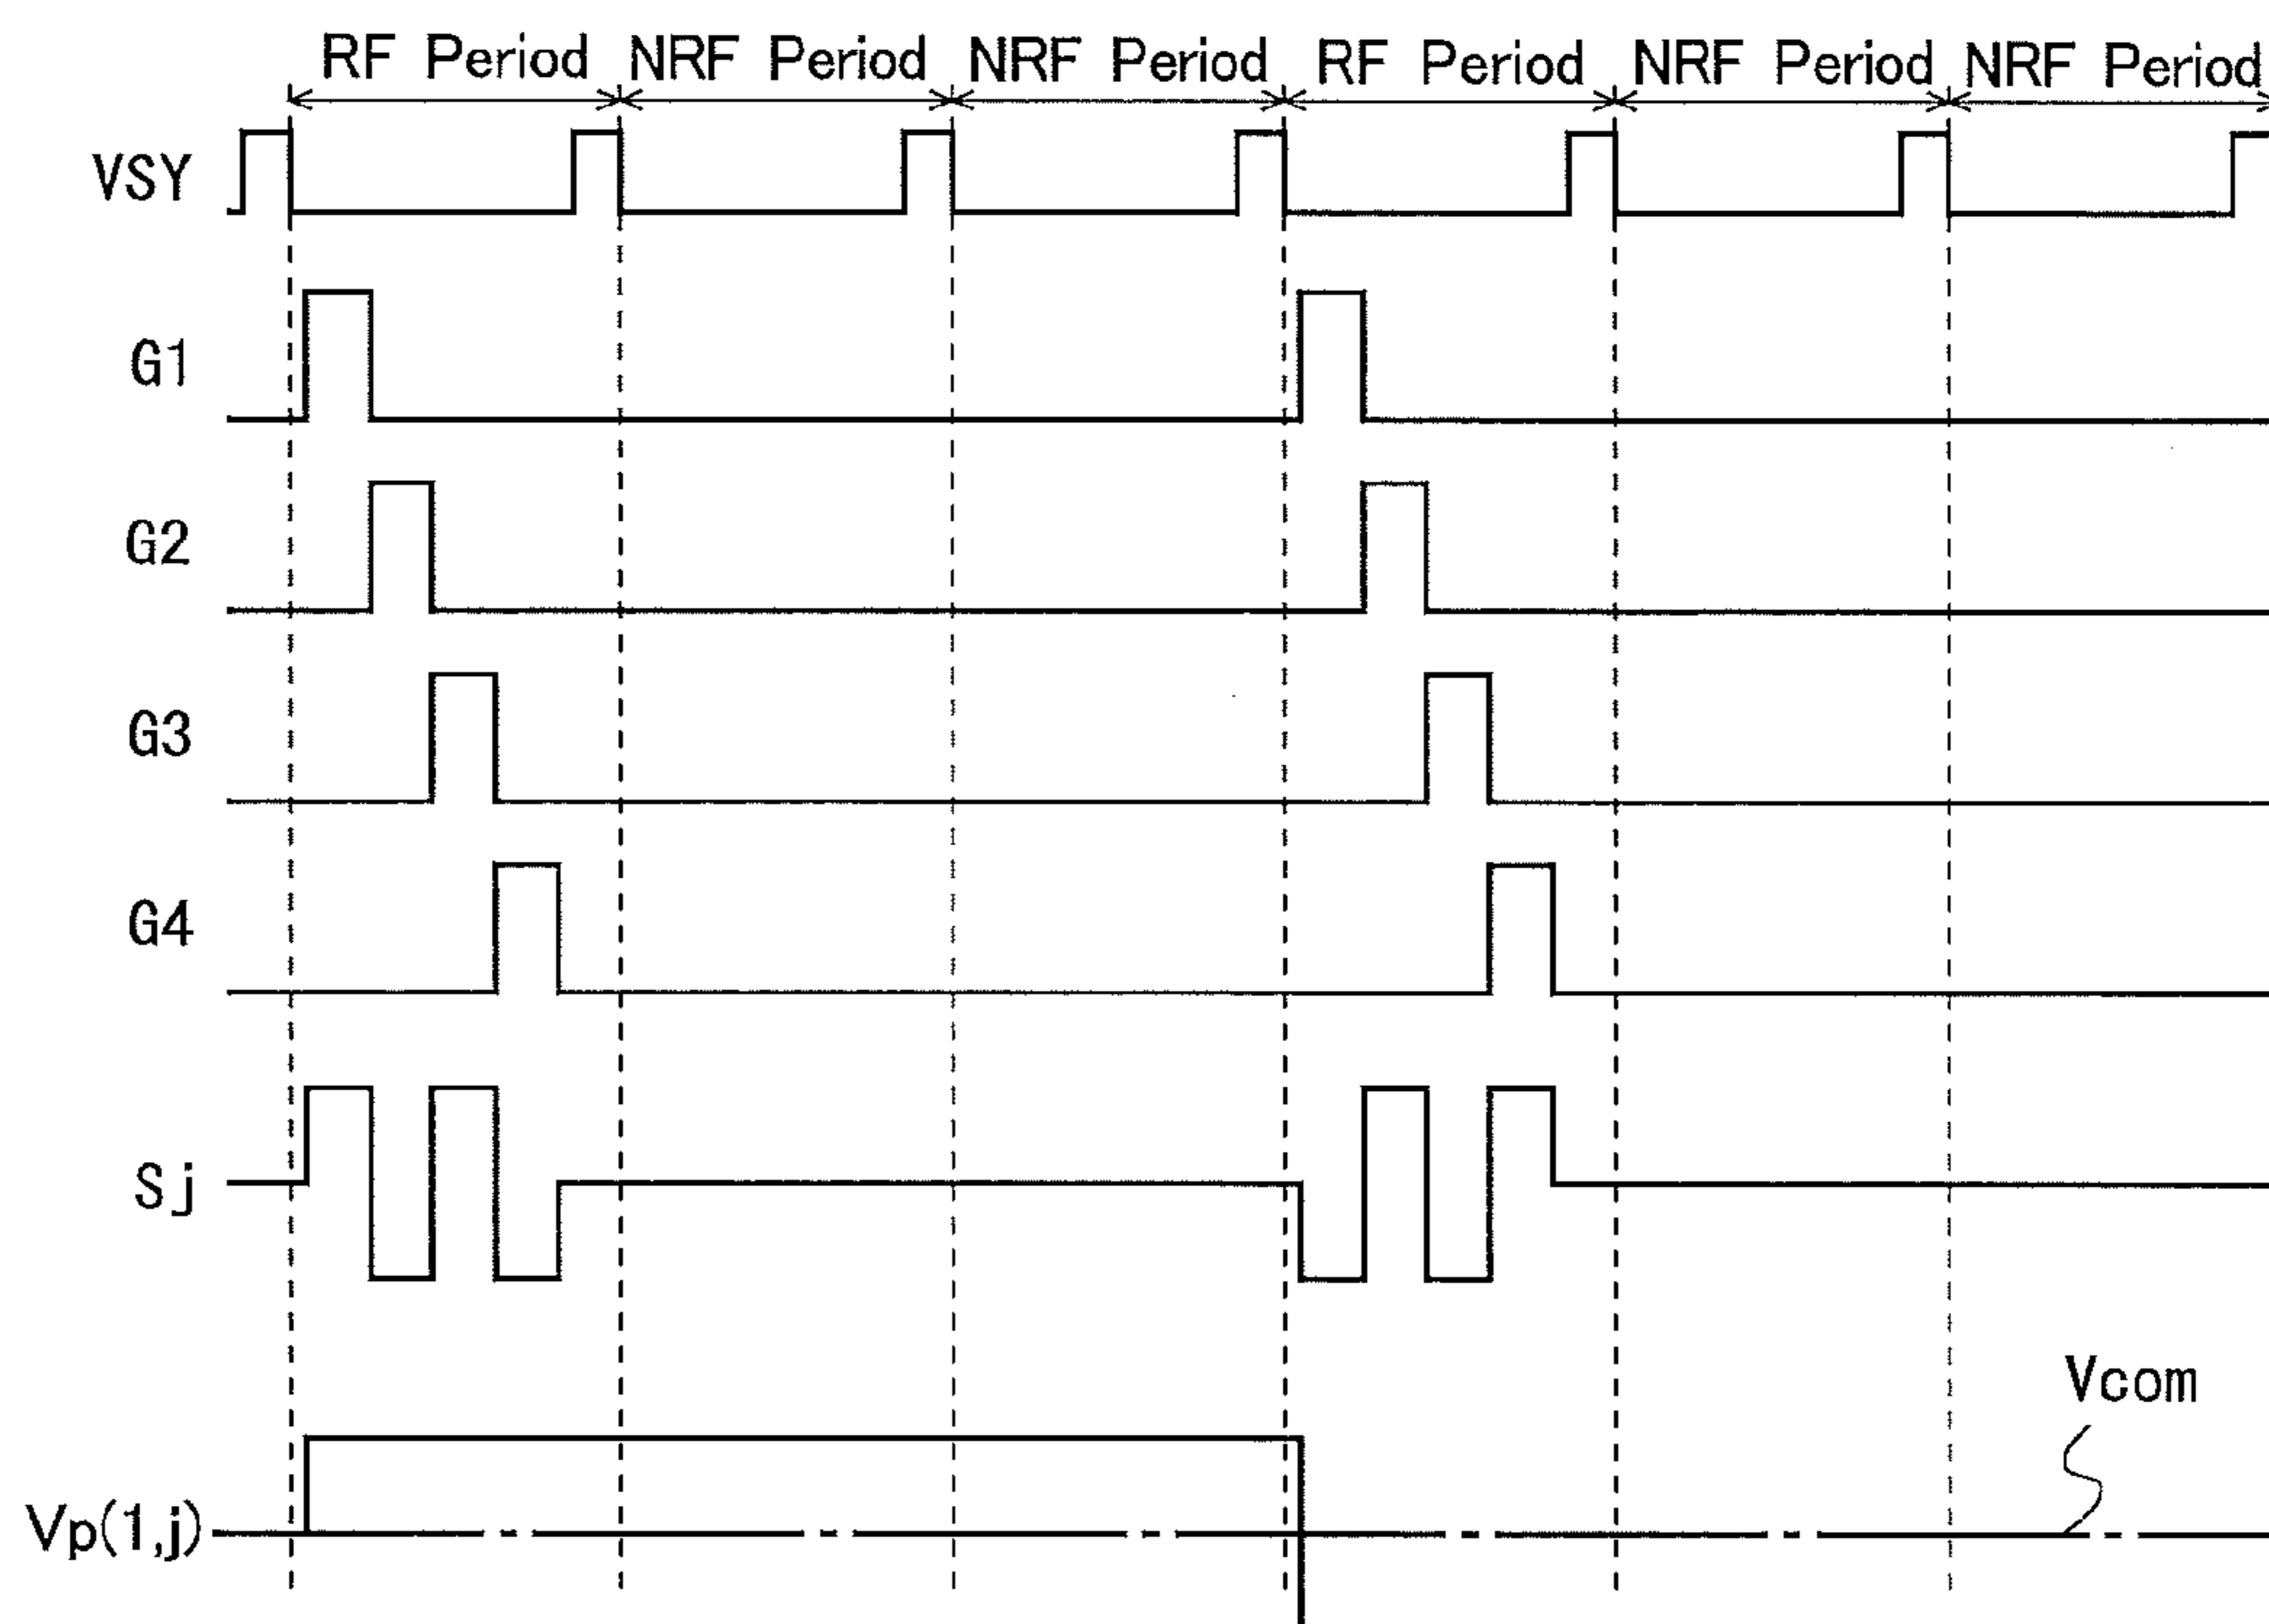 RF Period NRF Period NRF Period RF Period NRF Period NRF Period
VSY
G1
G2
G3
G4
Sj
Vcom
Vp(1,j)